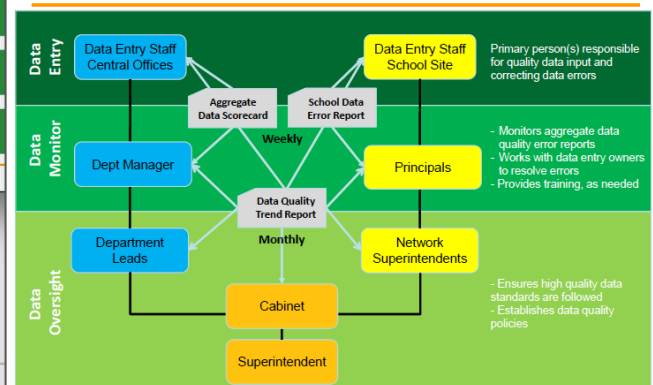 Data
Entry
Data Entry Staff
Central Offices
Data Entry Staff
School Site
Primary person(s) responsible
for quality data input and
correcting data errors
Aggregate
Data Scorecard
School Data
Error Report
Weekly
Data
Monitor
Dept Manager
Principals
- Monitors aggregate data
quality error reports
- Works with data entry owners
to resolve errors
- Provides training, as needed
Data Quality
Trend Report
Monthly
Data
Oversight
Department
Leads
Network
Superintendents
- Ensures high quality data
standards are followed
- Establishes data quality
policies
Cabinet
Superintendent